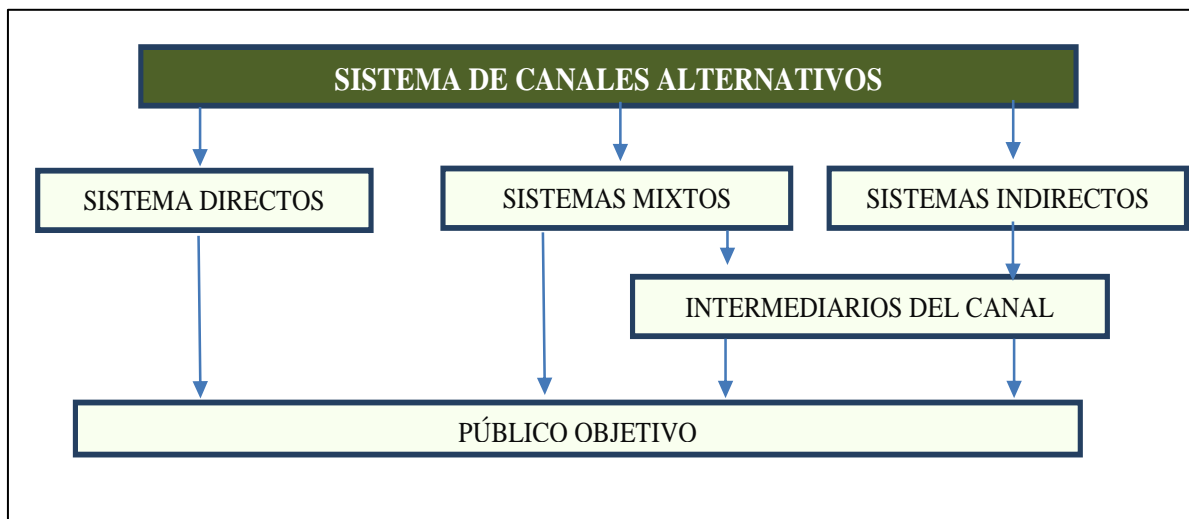 SISTEMA DE CANALES ALTERNATIVOS
SISTEMA DIRECTOS
SISTEMAS MIXTOS
SISTEMAS INDIRECTOS
INTERMEDIARIOS DEL CANAL
PÚBLICO OBJETIVO